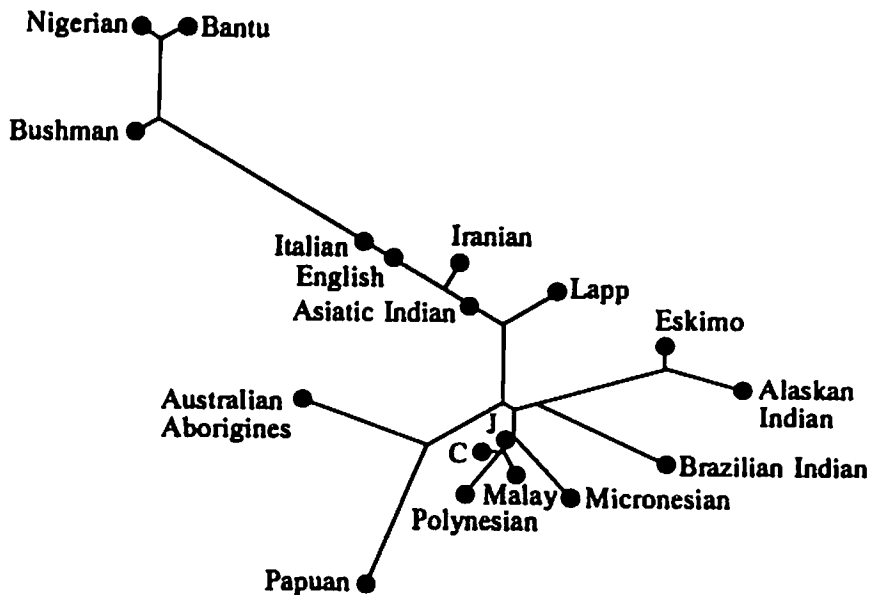 Nigerian
Bantu
Bushman
Italian
English
Iranian
Asiatic Indian
Lapp
Eskimo
Australian
Aborigines
Alaskan
Indian
J
C
Brazilian Indian
Malay
Micronesian
Polynesian
Papuan